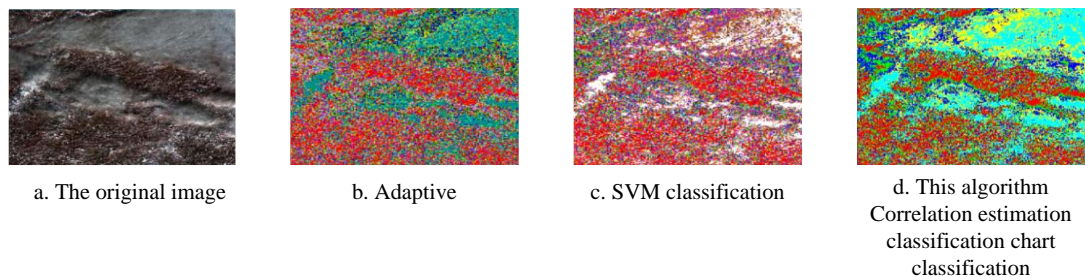 a. The original image
b. Adaptive
c. SVM classification
d. This algorithm
Correlation estimation
classification chart
classification